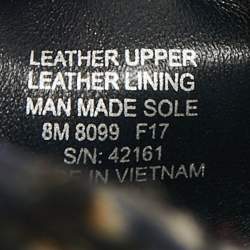 LEATHER UPPER
LEATHER LINING
MAN MADE SOLE
8M 8099 F17
S/N: 42161
IN VIETNAM